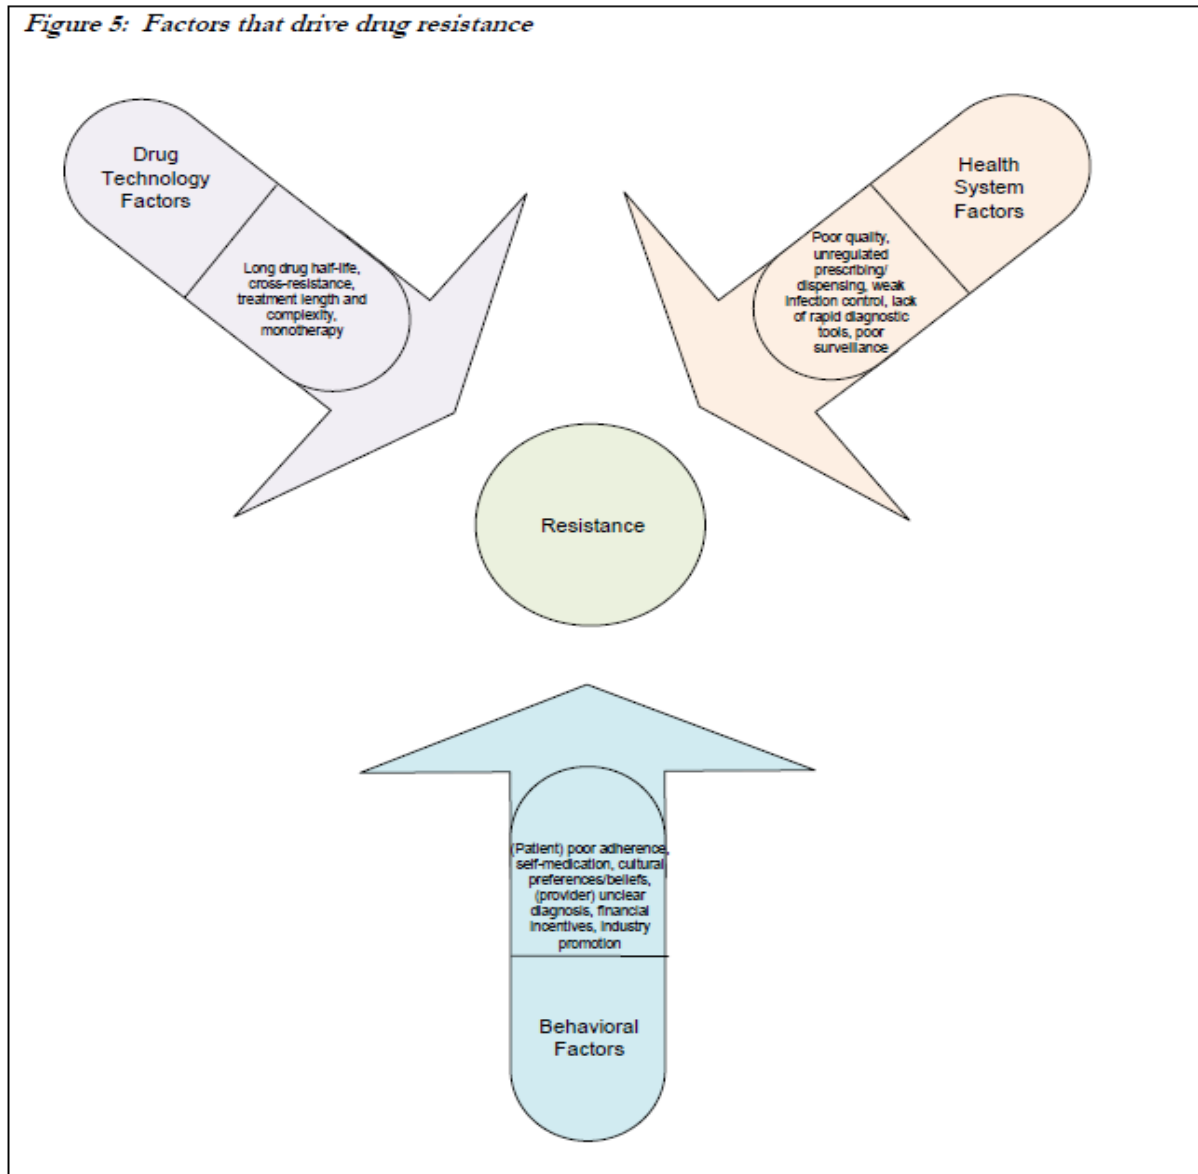 Figure 5: Factors that drive drug resistance
Drug
Technology
Factors
Long drug half-life,
cross-resistance,
treatment length and
complexity,
monotherapy
Health
System
Factors
Poor quality,
unregulated
prescribing/
dispensing, weak
infection control, lack
of rapid diagnostic
tools, poor
surveillance
Resistance
(Patient) poor adherence,
self-medication, cultural
preferences/beliefs,
(provider) unclear
diagnosis, financial
incentives, industry
promotion
Behavioral
Factors